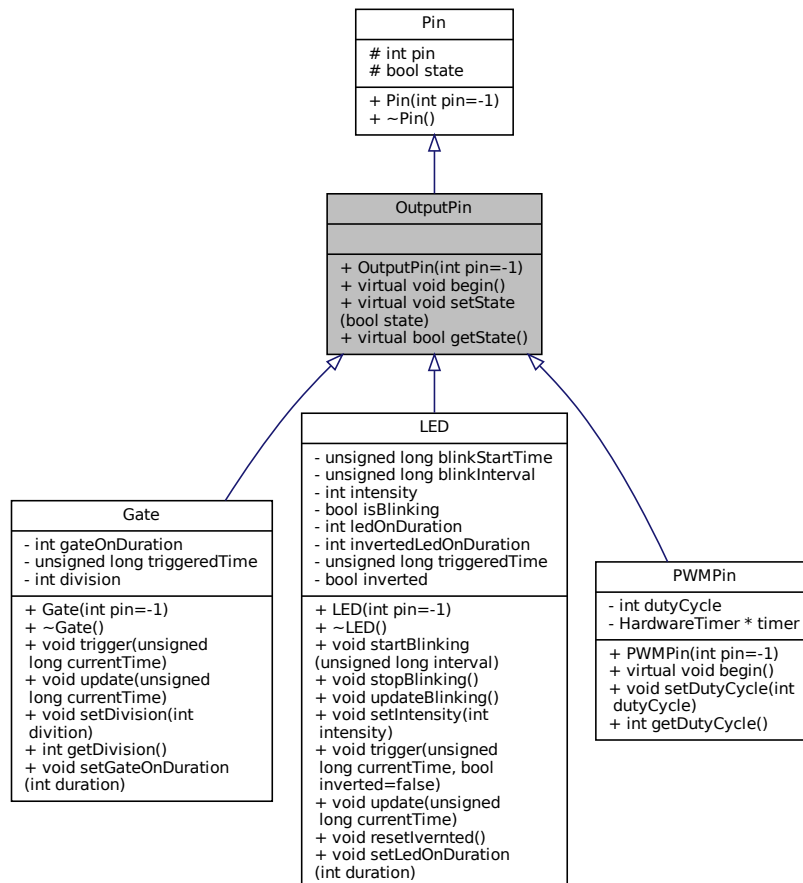 Pin
# int pin
# bool state
+ Pin(int pin=-1)
+ ~Pin()
OutputPin
+ OutputPin(int pin=-1)
+ virtual void begin()
+ virtual void setState
(bool state)
+ virtual bool getState()
Gate
- int gateOnDuration
- unsigned long triggeredTime
- int division
+ Gate(int pin=-1)
+ ~Gate()
+ void trigger(unsigned
long currentTime)
+ void update(unsigned
long currentTime)
+ void setDivision(int
divition)
+ int getDivision()
+ void setGateOnDuration
(int duration)
LED
- unsigned long blinkStartTime
- unsigned long blinkInterval
- int intensity
- bool isBlinking
- int ledOnDuration
- int invertedLedOnDuration
- unsigned long triggeredTime
- bool inverted
+ LED(int pin=-1)
+ ~LED()
+ void startBlinking
(unsigned long interval)
+ void stopBlinking()
+ void updateBlinking()
+ void setIntensity(int
intensity)
+ void trigger(unsigned
long currentTime, bool
inverted=false)
+ void update(unsigned
long currentTime)
+ void resetIvernted()
+ void setLedOnDuration
(int duration)
PWMPin
- int dutyCycle
- HardwareTimer * timer
+ PWMPin(int pin=-1)
+ virtual void begin()
+ void setDutyCycle(int
dutyCycle)
+ int getDutyCycle()